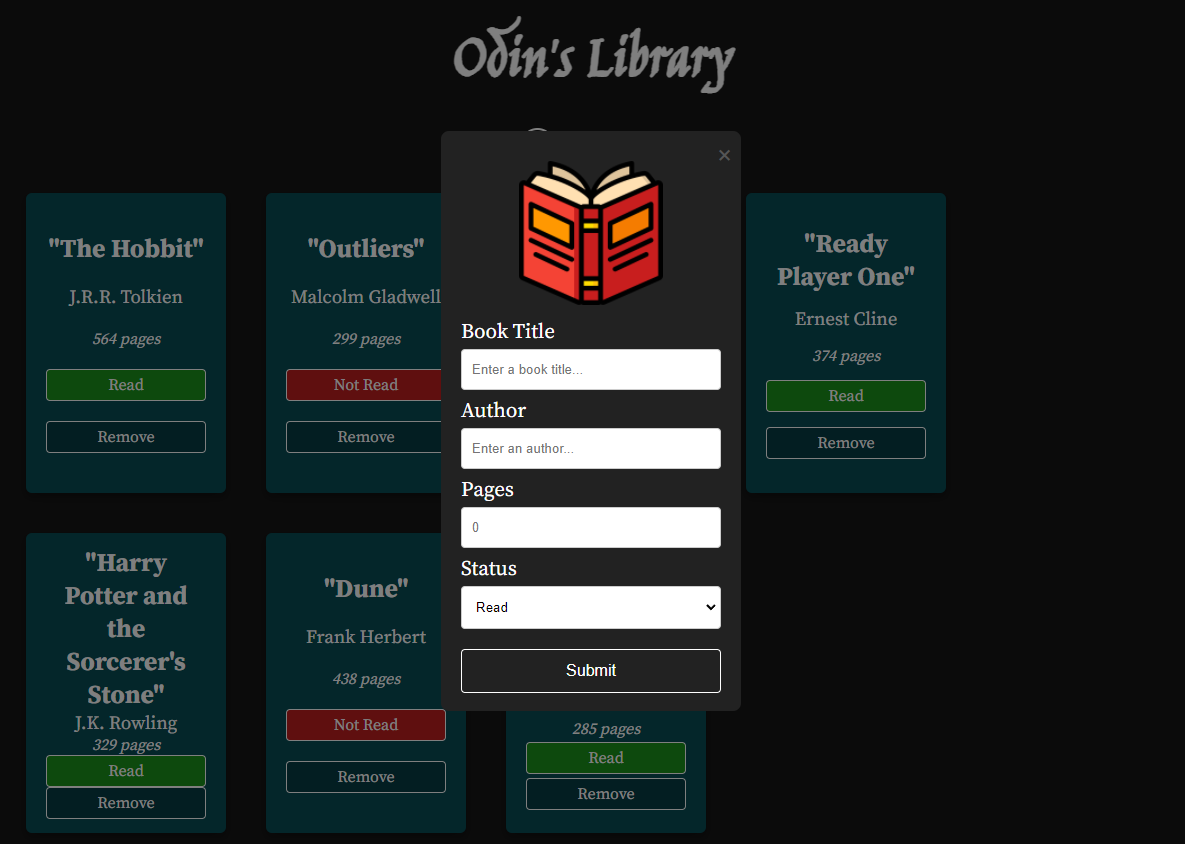 Odin's Library
×
"The Hobbit"
J.R.R. Tolkien
564 pages
Read
Remove
"Outliers"
Malcolm Gladwell
299 pages
Not Read
Remove
Book Title
Enter a book title...
Author
Enter an author...
Pages
0
Status
Read
Submit
"Ready
Player One"
Ernest Cline
374 pages
Read
Remove
"Harry
Potter and
the
Sorcerer's
Stone"
J.K. Rowling
329 pages
Read
Remove
"Dune"
Frank Herbert
438 pages
Not Read
Remove
285 pages
Read
Remove